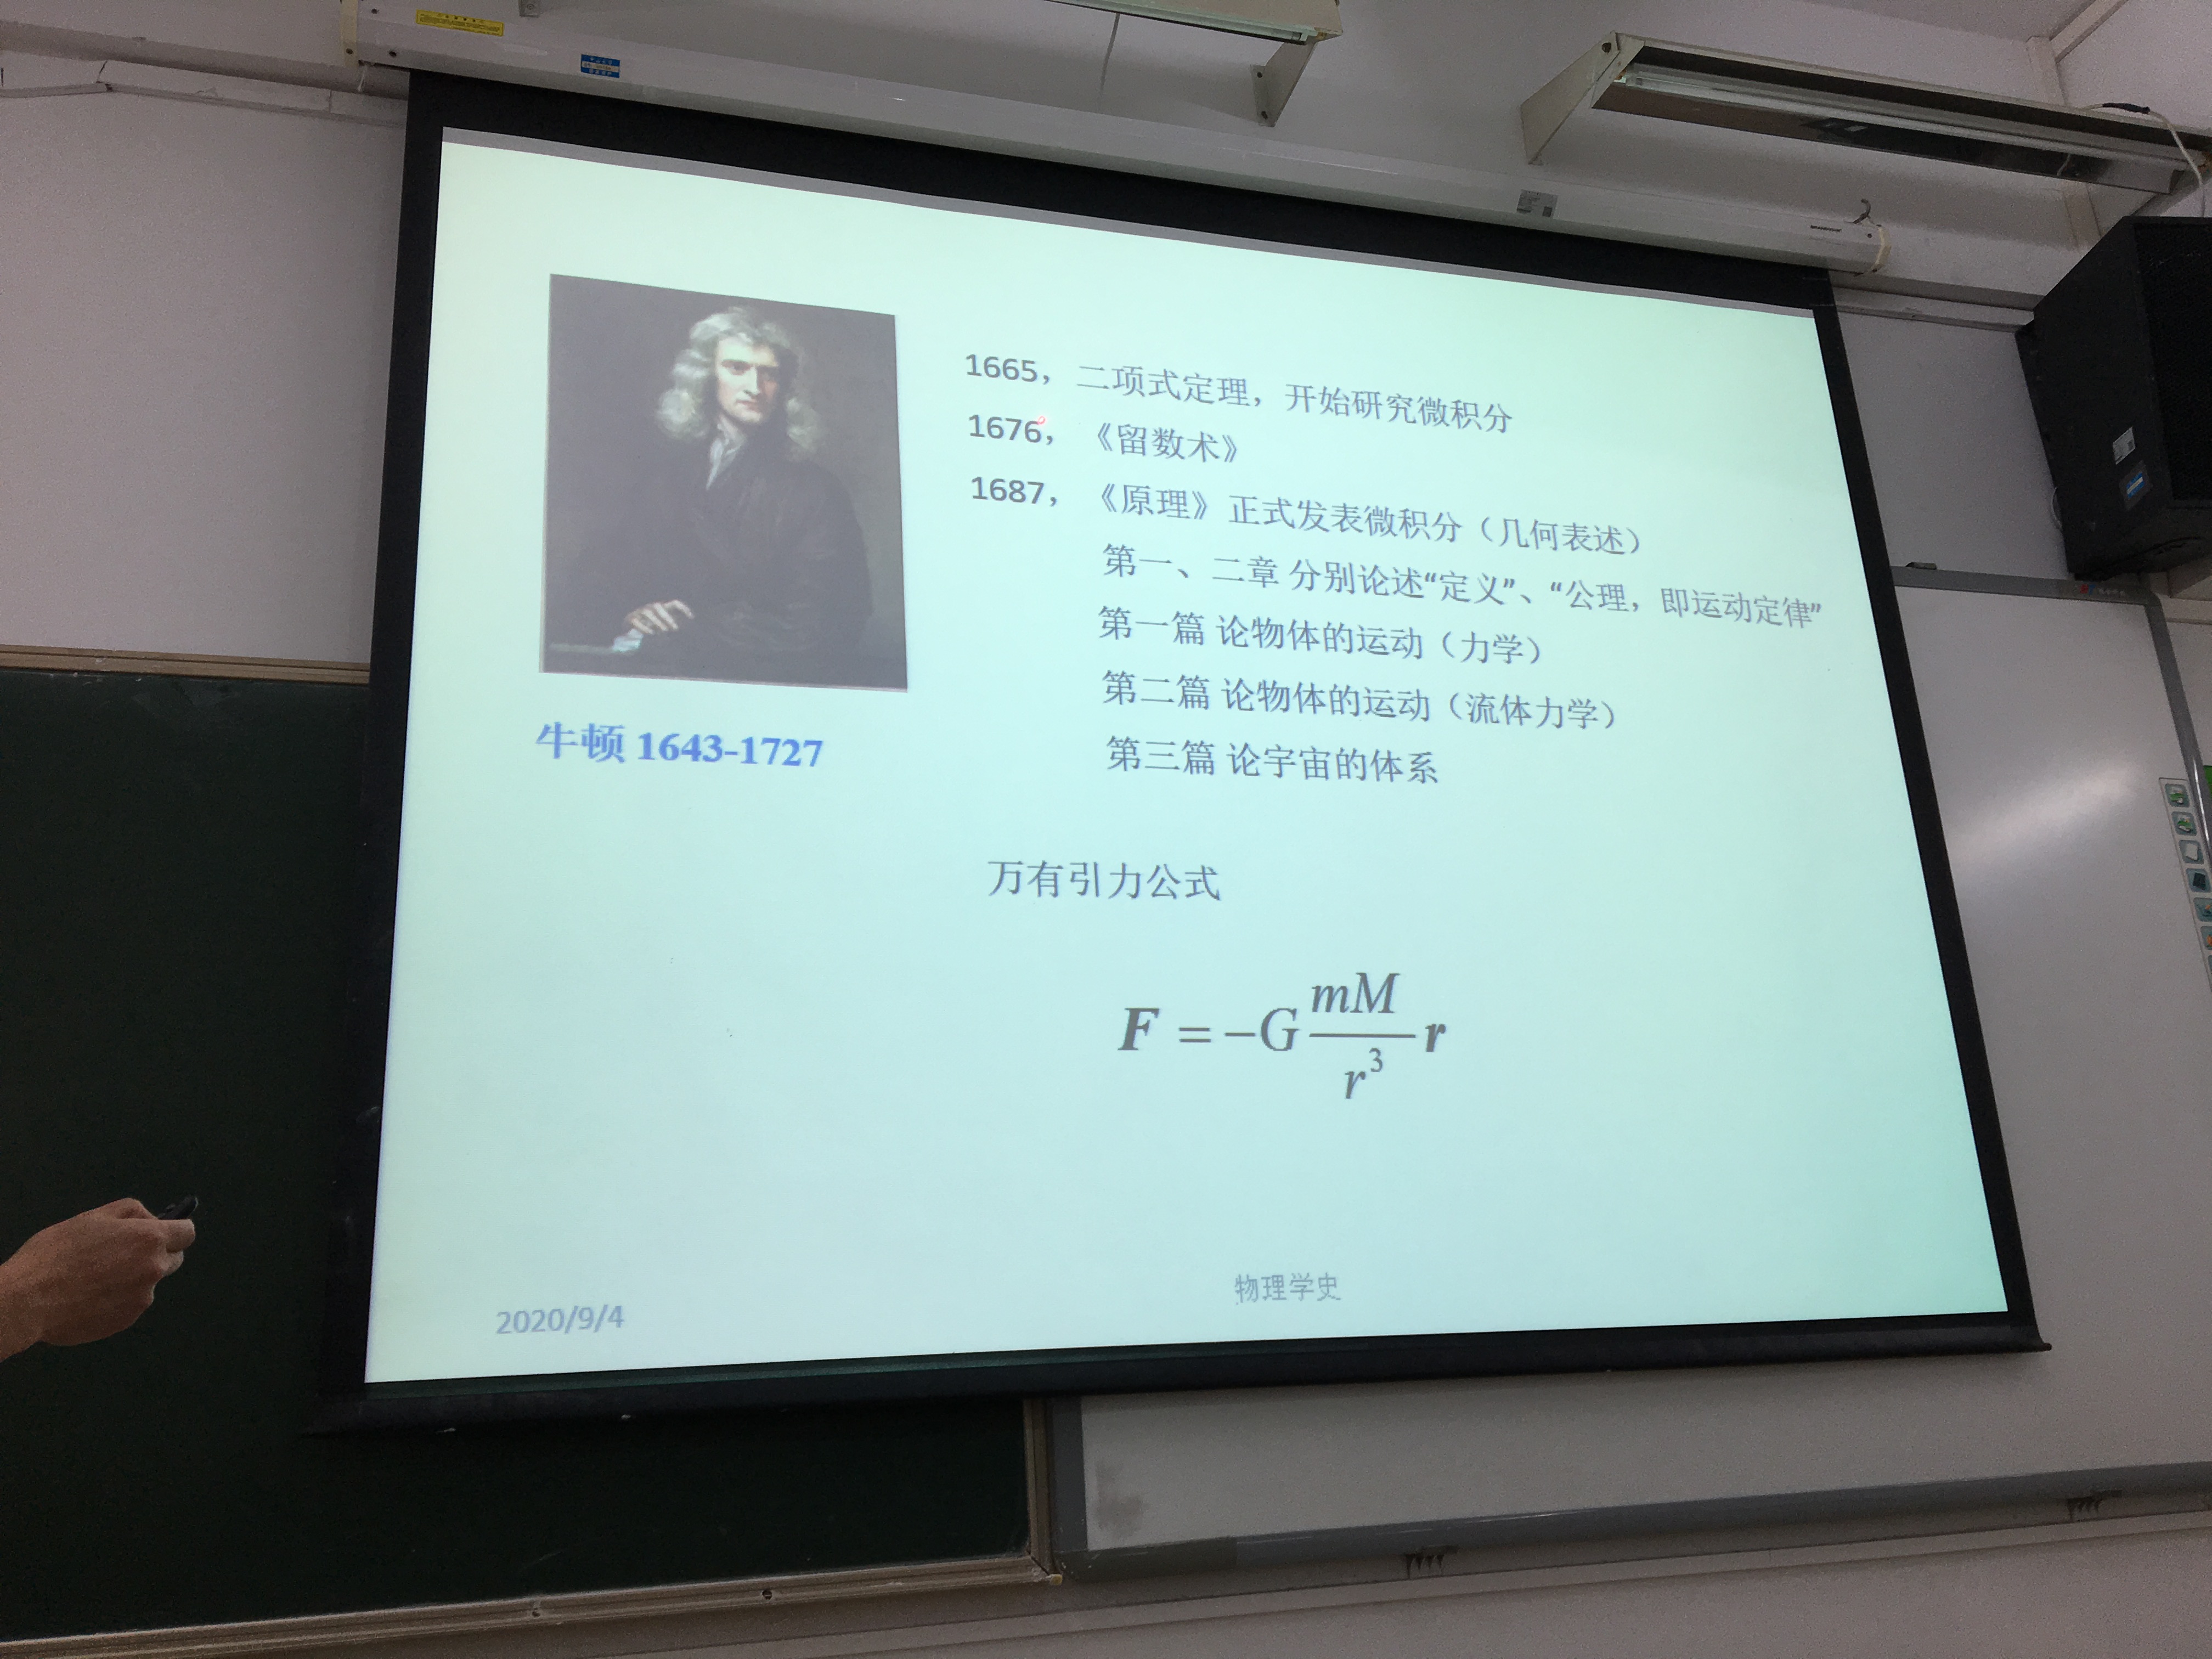 1665，二项式定理，开始研究微积分
1676，《留数术》
1687，《原理》正式发表微积分（几何表述）
第一、二章 分别论述“定义”、“公理，即运动定律”
第一篇 论物体的运动（力学）
第二篇 论物体的运动（流体力学）
第三篇 论宇宙的体系
牛顿 1643-1727
万有引力公式
F = −G mM / r³ r
2020/9/4
物理学史